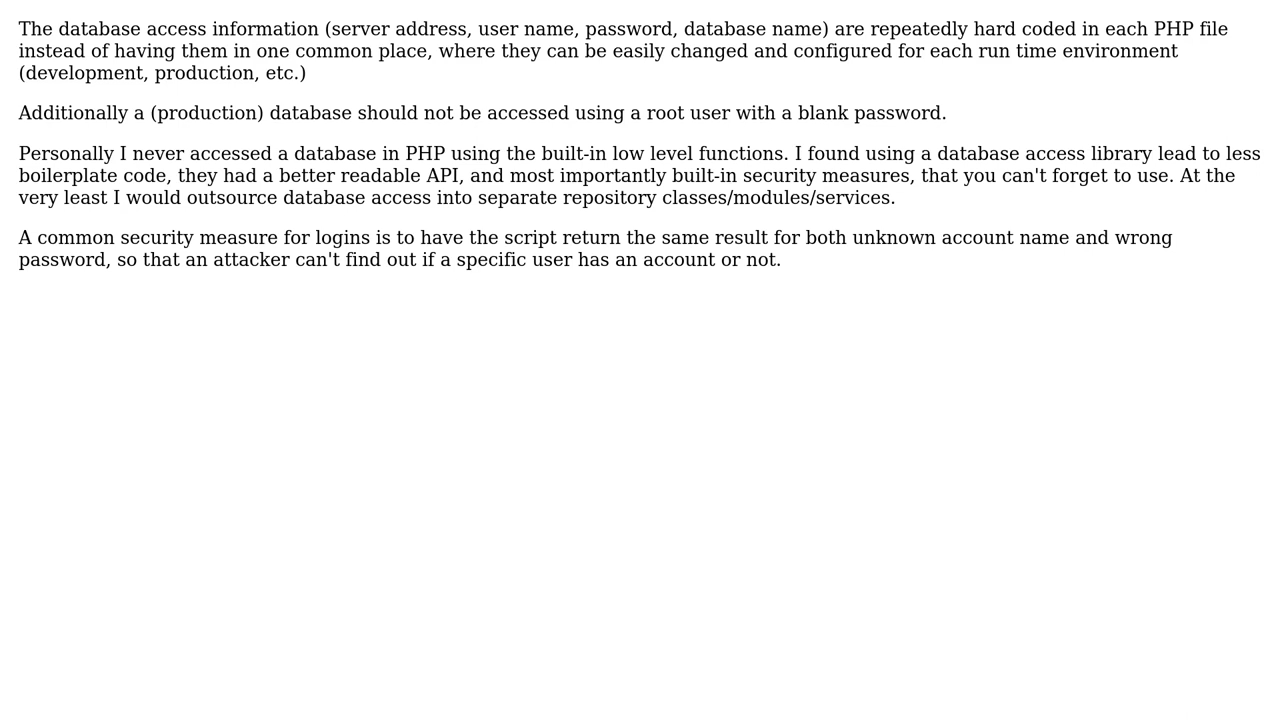 The database access information (server address, user name, password, database name) are repeatedly hard coded in each PHP file
instead of having them in one common place, where they can be easily changed and configured for each run time environment
(development, production, etc.)
Additionally a (production) database should not be accessed using a root user with a blank password.
Personally I never accessed a database in PHP using the built-in low level functions. I found using a database access library lead to less
boilerplate code, they had a better readable API, and most importantly built-in security measures, that you can't forget to use. At the
very least I would outsource database access into separate repository classes/modules/services.
A common security measure for logins is to have the script return the same result for both unknown account name and wrong
password, so that an attacker can't find out if a specific user has an account or not.